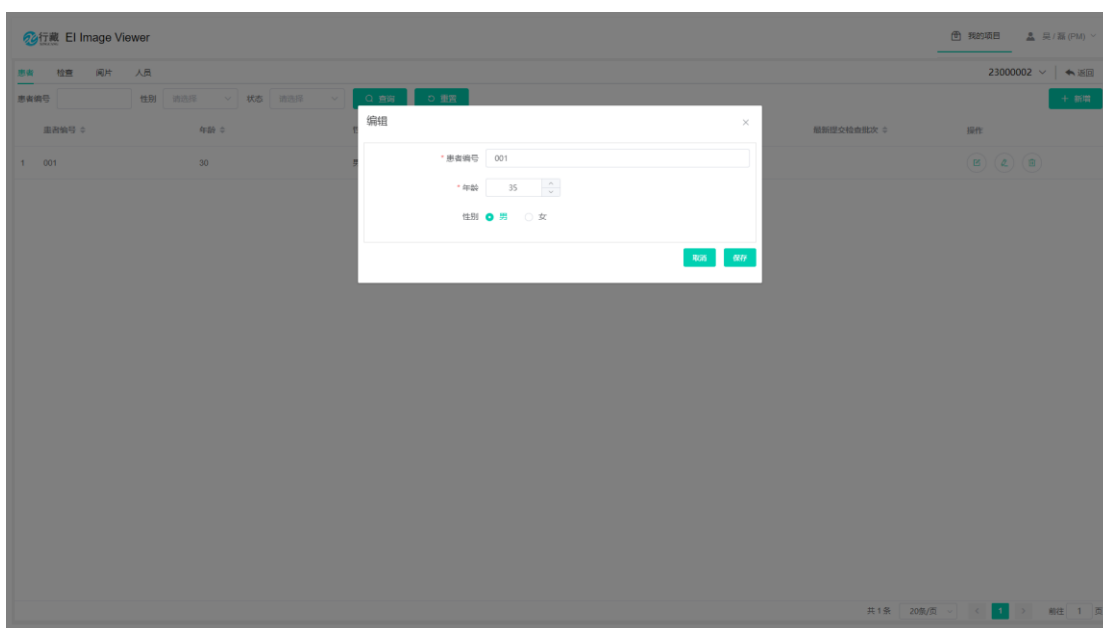 行藏 EI Image Viewer
我的项目
(PM)
患者 检查 阅片 人员
23000002 返回
患者编号 性别 请选择 状态 请选择 查询 重置
+ 新增
编辑
患者编号 年龄 最新提交检查批次 操作
* 患者编号 001
1 001 30
* 年龄 35
性别 男 女
取消 保存
共 1 条 20条/页 1 前往 1 页